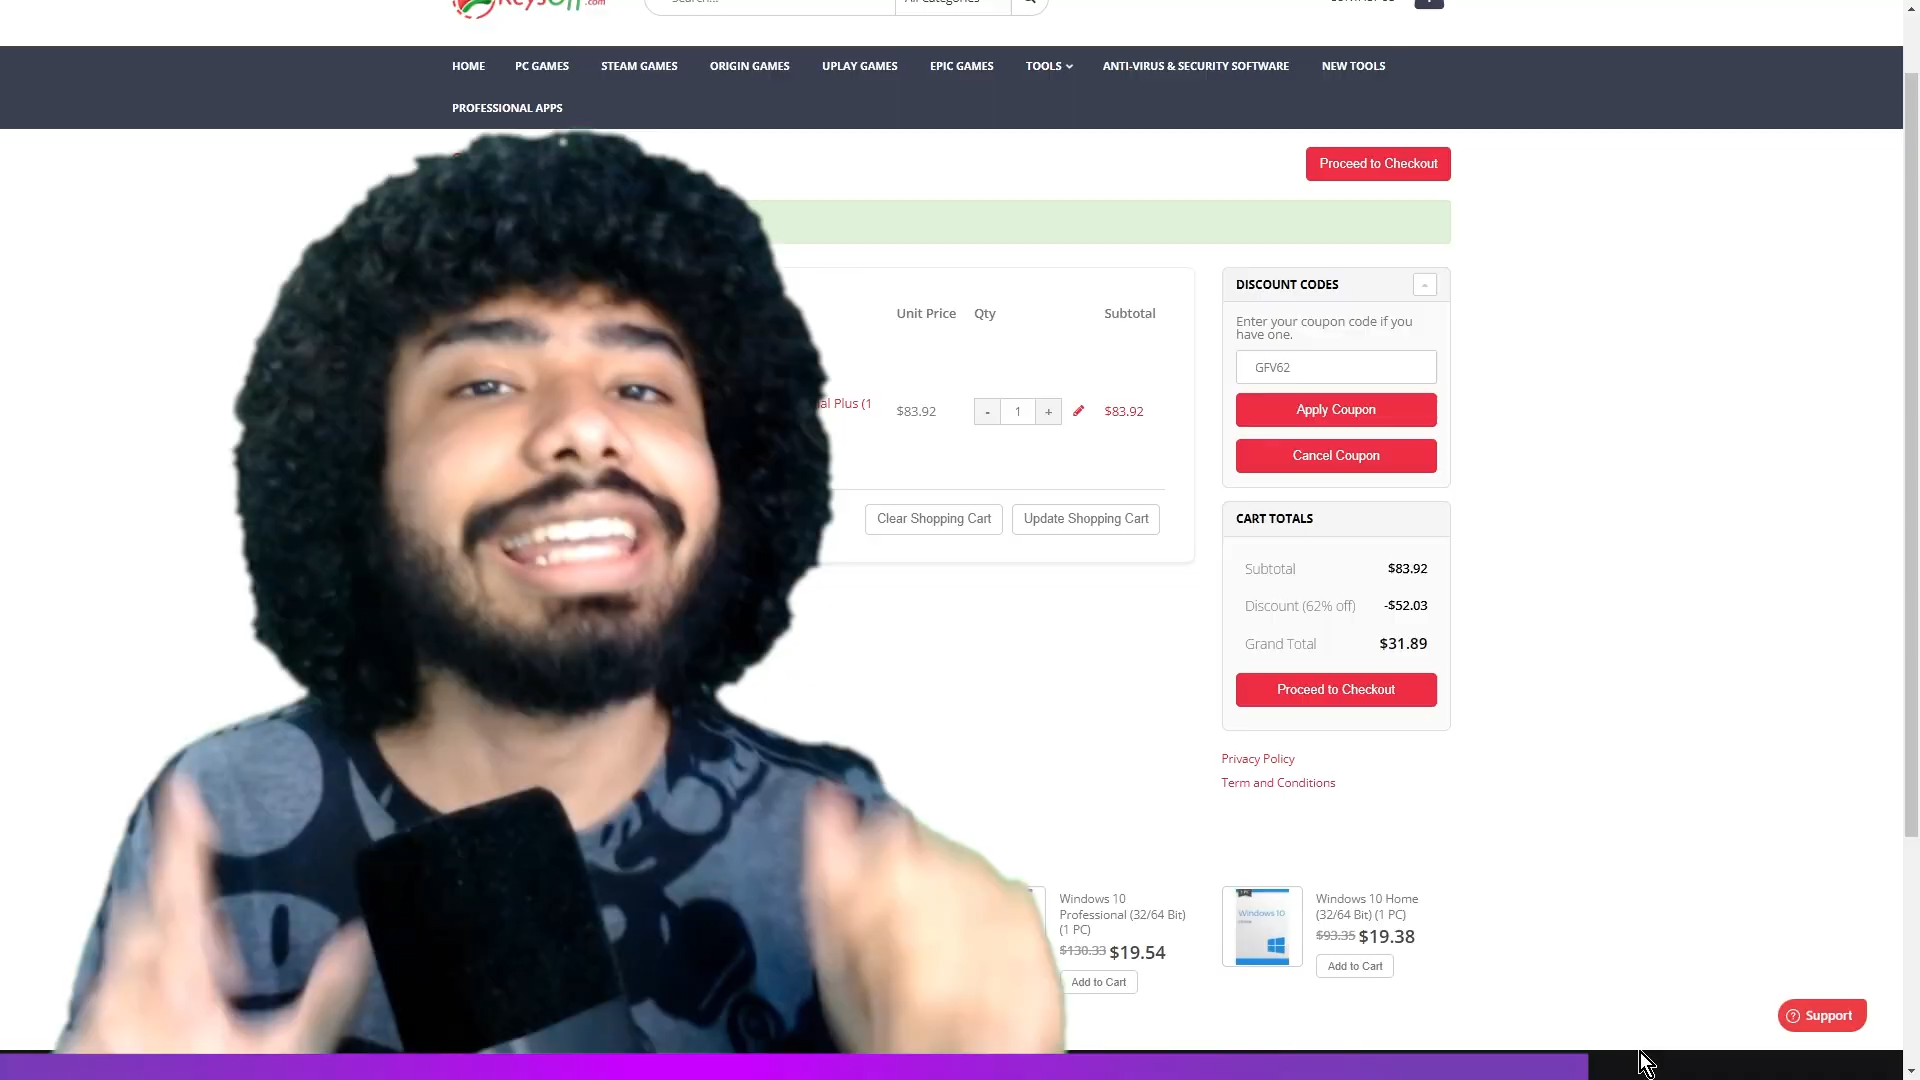 KeysOff.com
HOME PC GAMES STEAM GAMES ORIGIN GAMES UPLAY GAMES EPIC GAMES TOOLS ANTI-VIRUS & SECURITY SOFTWARE NEW TOOLS
PROFESSIONAL APPS
Proceed to Checkout
Unit Price Qty Subtotal
al Plus (1
$83.92 - 1 + $83.92
Clear Shopping Cart Update Shopping Cart
DISCOUNT CODES
Enter your coupon code if you
have one.
GFV62
Apply Coupon
Cancel Coupon
CART TOTALS
Subtotal $83.92
Discount (62% off) -$52.03
Grand Total $31.89
Proceed to Checkout
Privacy Policy
Term and Conditions
Windows 10
Professional (32/64 Bit)
(1 PC)
$130.33 $19.54
Add to Cart
Windows 10
Windows 10 Home
(32/64 Bit) (1 PC)
$93.35 $19.38
Add to Cart
Support